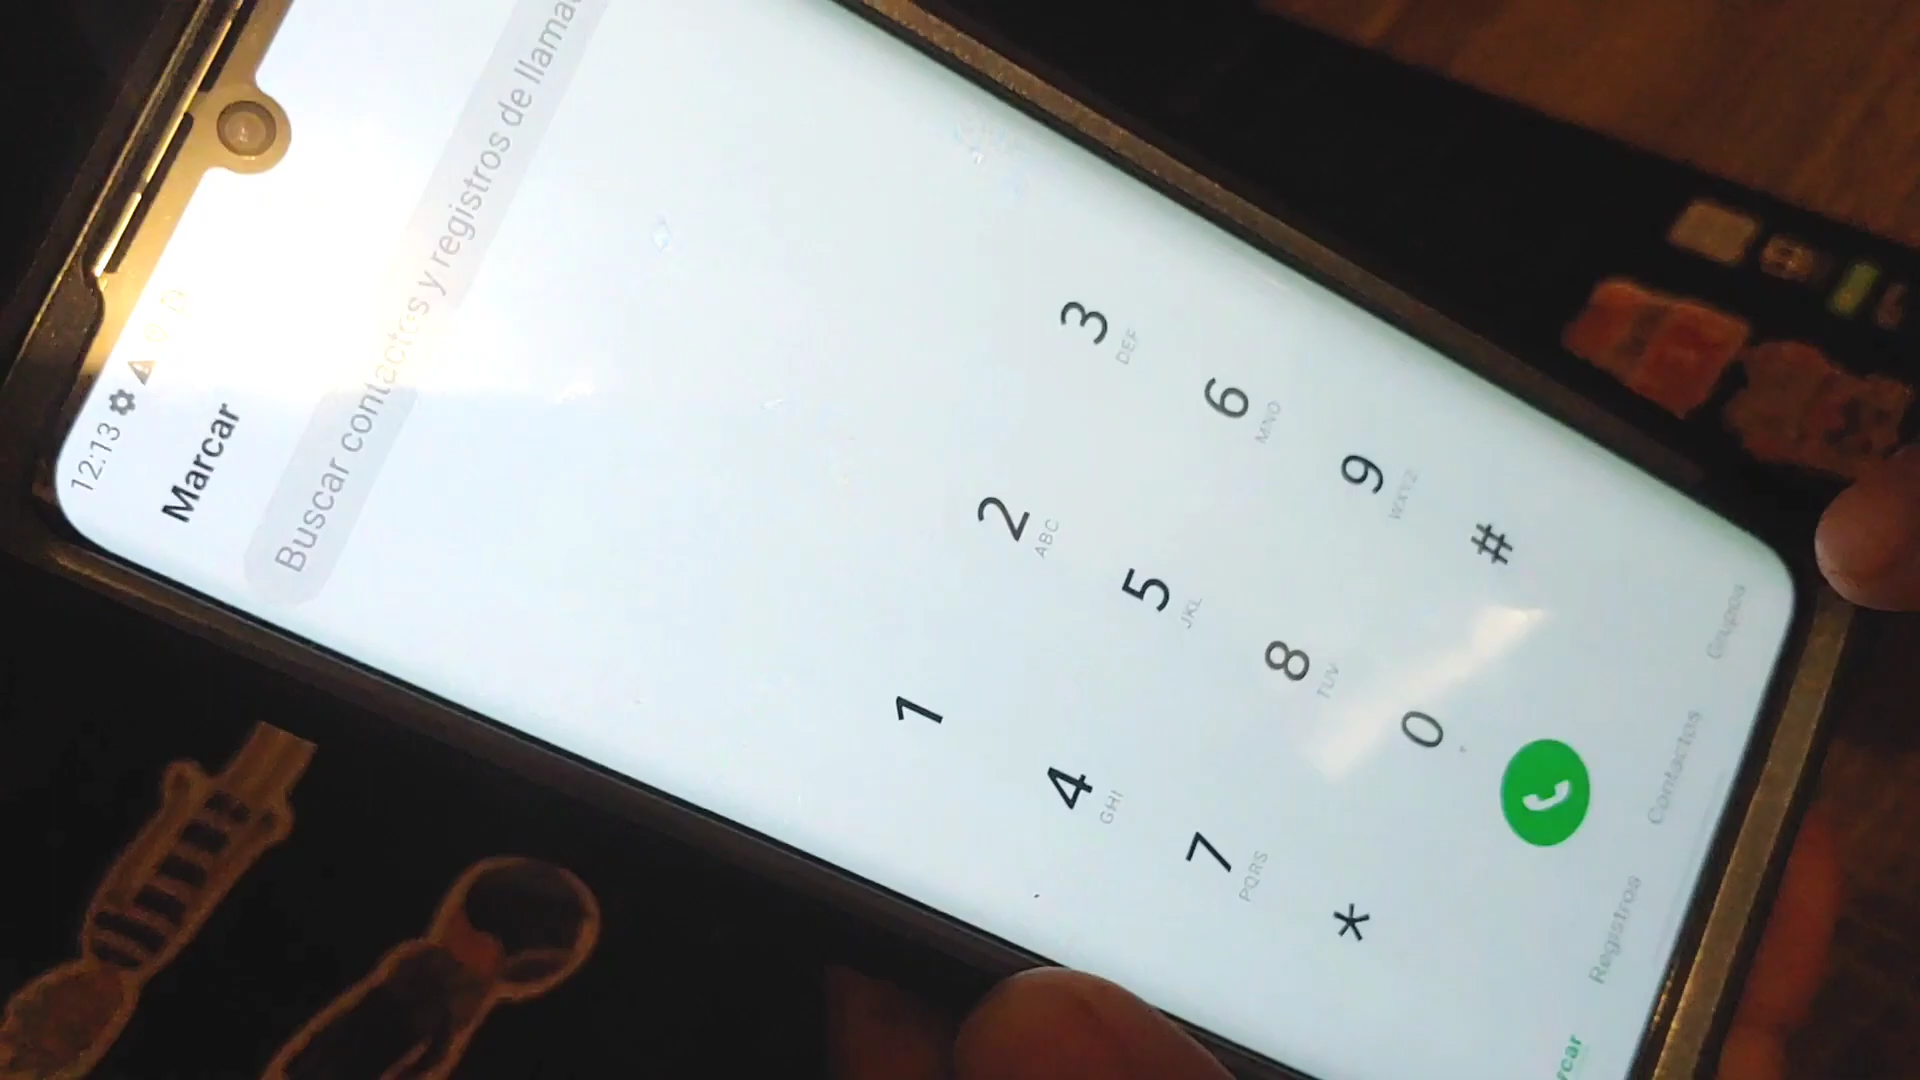 12:13
Marcar
Buscar contactos y registros de
1 2 3
ABC DEF
4 5 6
GHI JKL MNO
7 8 9
PQRS TUV WXYZ
* 0 #
Registros Contactos Grupos